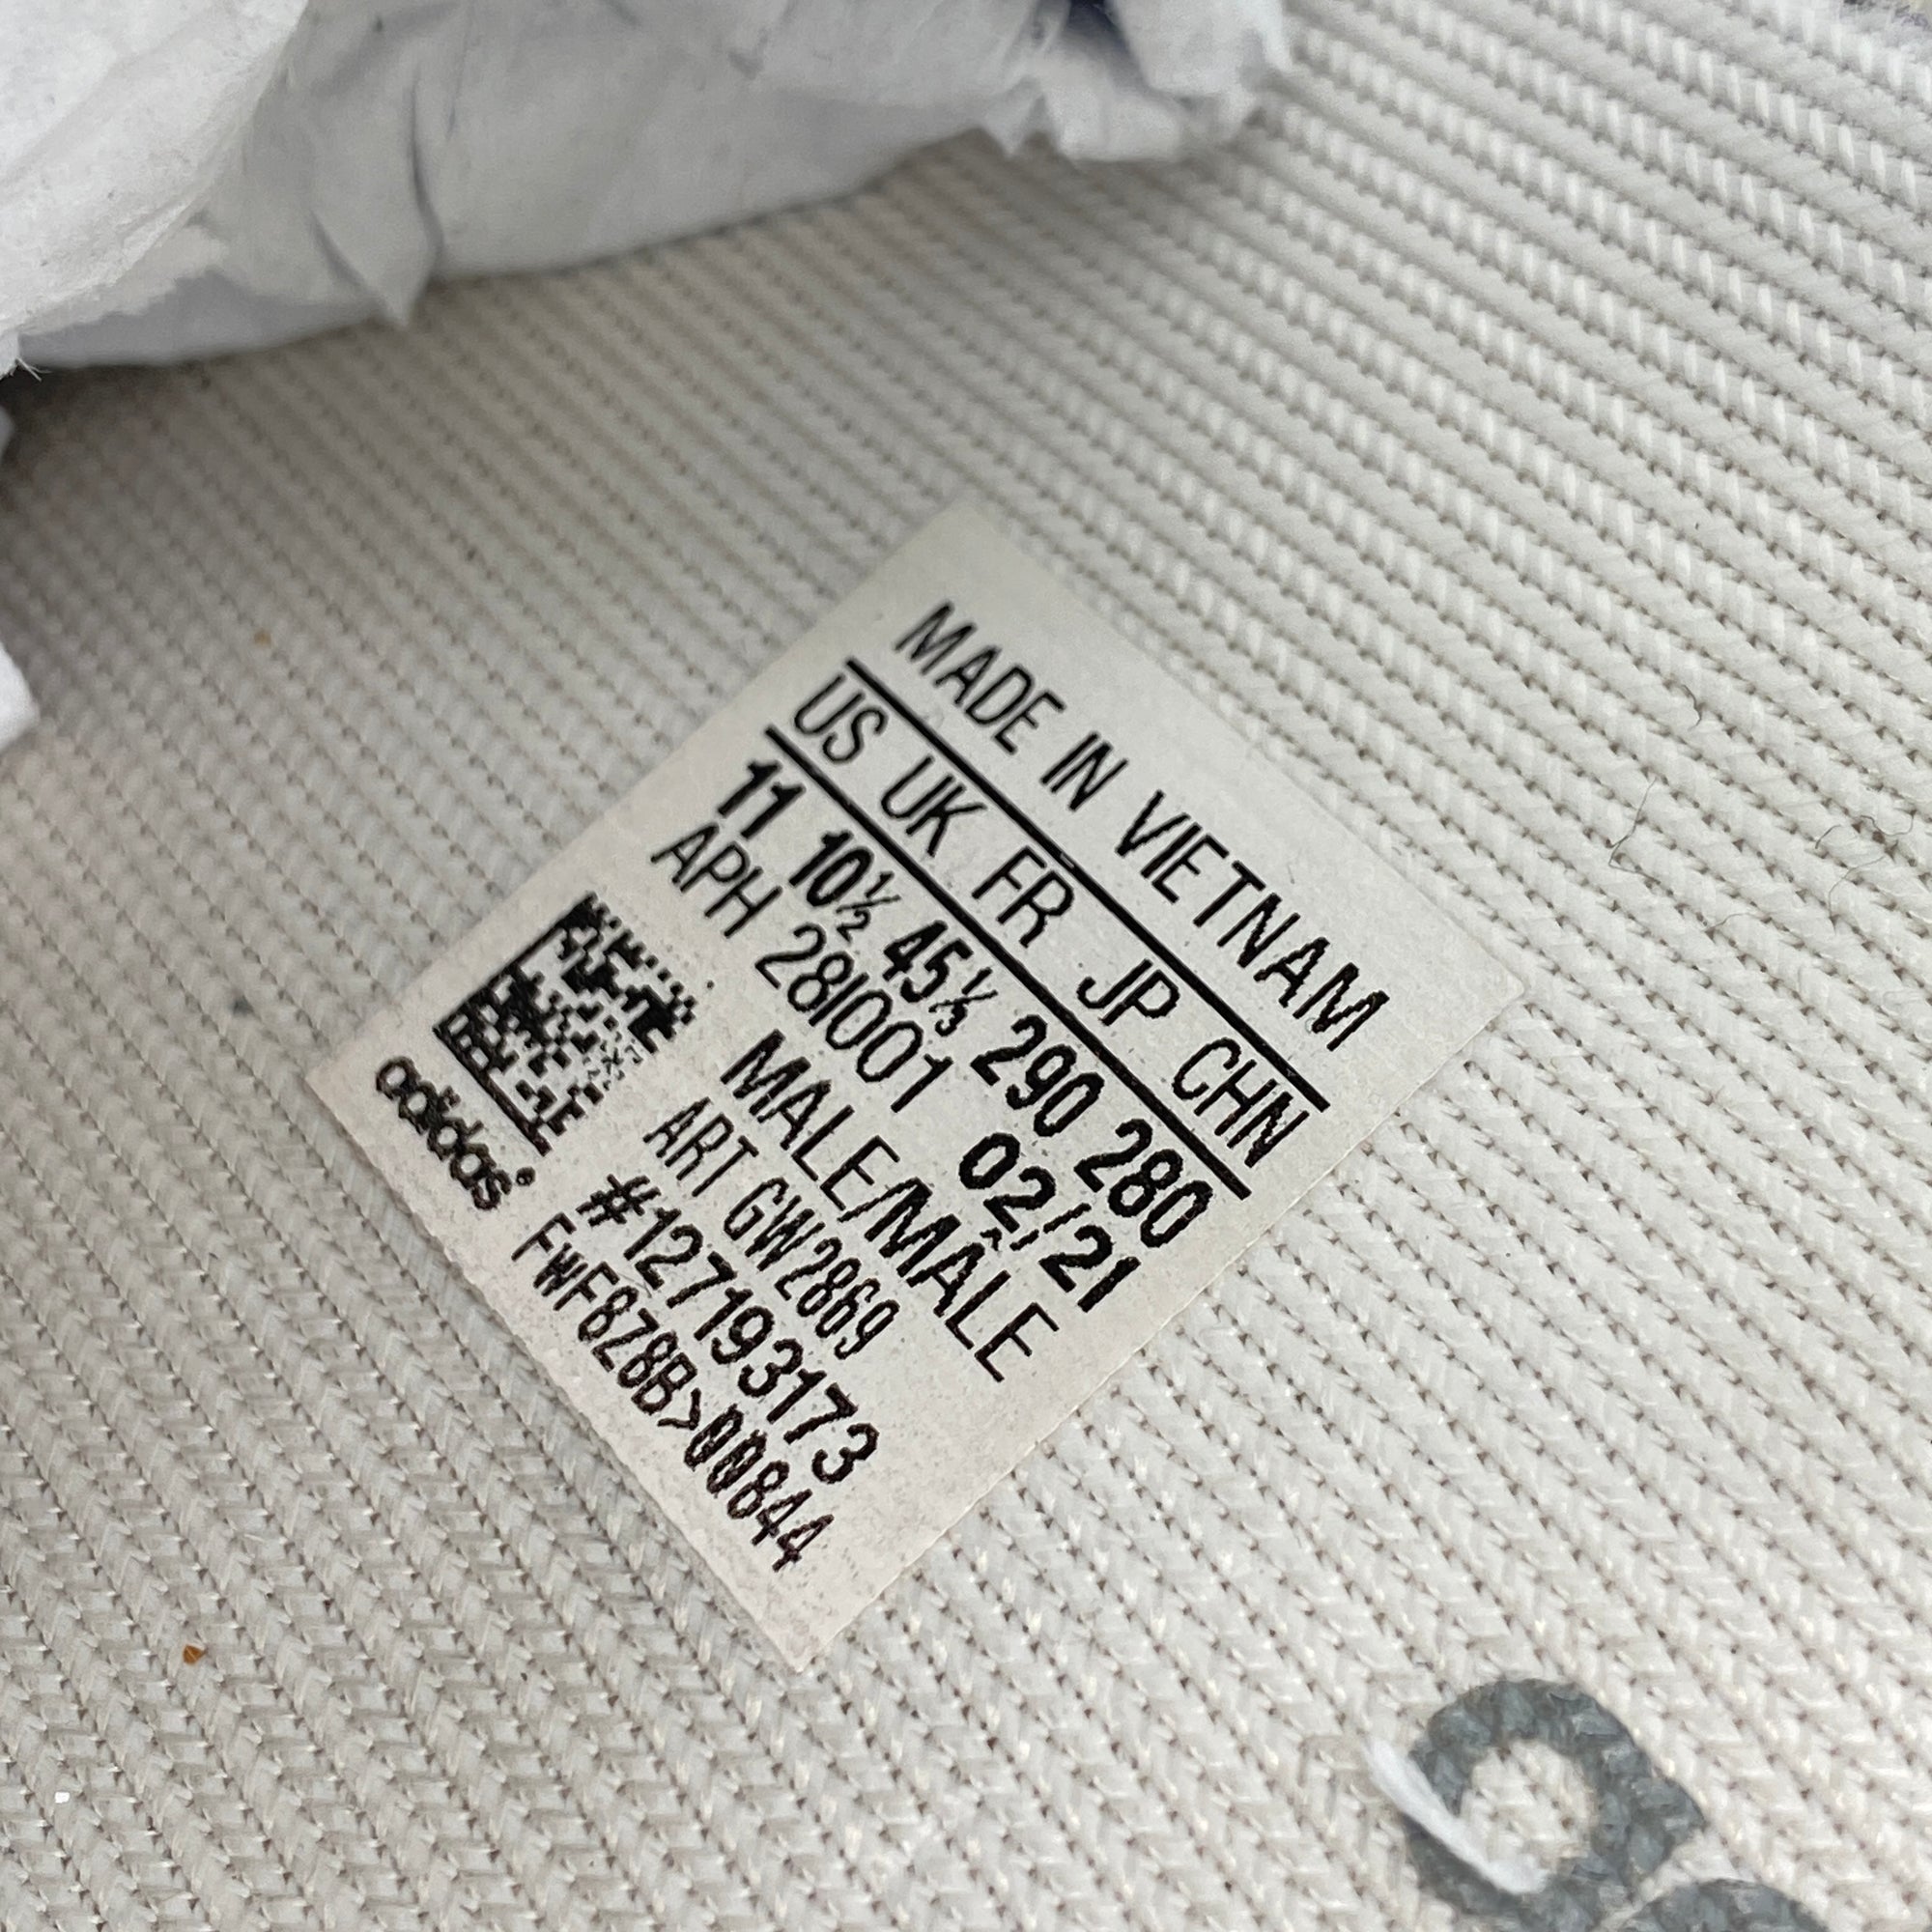 MADE IN VIETNAM
US UK FR JP CHN
11 10½ 45⅓ 290 280
APH 28I001 02/21
MALE/MÂLE
ART GW2869
#127193173
FWF8Z8B>00844
adidas®